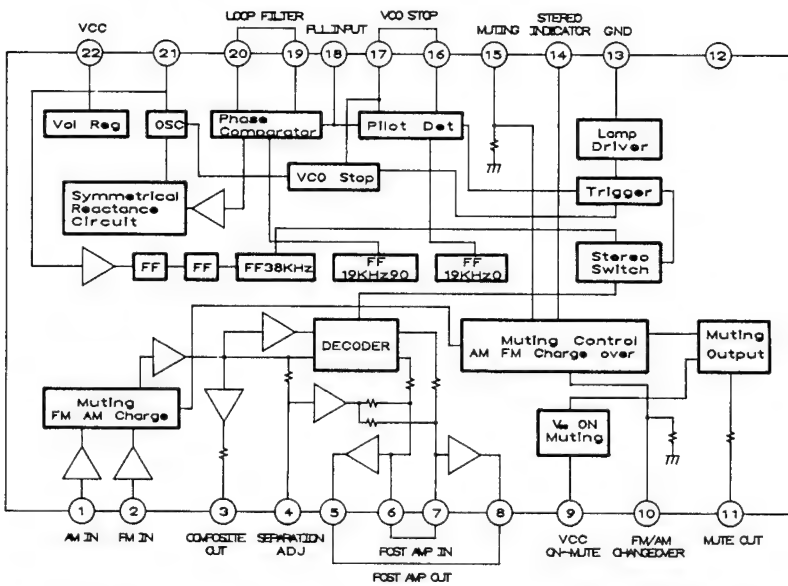 LOOP FILTER
VCO STOP
STEREO
INDICATOR
VCC
PLL INPUT
MUTING
GND
22
21
20
19
18
17
16
15
14
13
12
Vol Reg
OSC
Phase
Comparator
Pilot Det
Lamp
Driver
VCO Stop
Trigger
Symmetrical
Reactance
Circuit
FF
FF
FF38KHz
FF
19KHz90
FF
19KHz0
Stereo
Switch
DECODER
Muting Control
AM FM Charge over
Muting
Output
Muting
FM AM Charge
ON
Muting
1
2
3
4
5
6
7
8
9
10
11
AM IN
FM IN
COMPOSITE
OUT
SEPARATION
ADJ
POST AMP IN
VCC
ON-MUTE
FM/AM
CHANGEOVER
MUTE OUT
POST AMP OUT